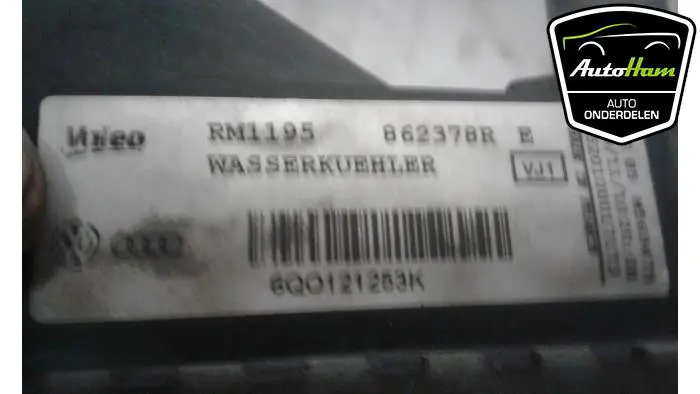 AutoHam
AUTO
ONDERDELEN
Valeo RM1195 862378R E
WASSERKUEHLER VJ1
6Q0121253K